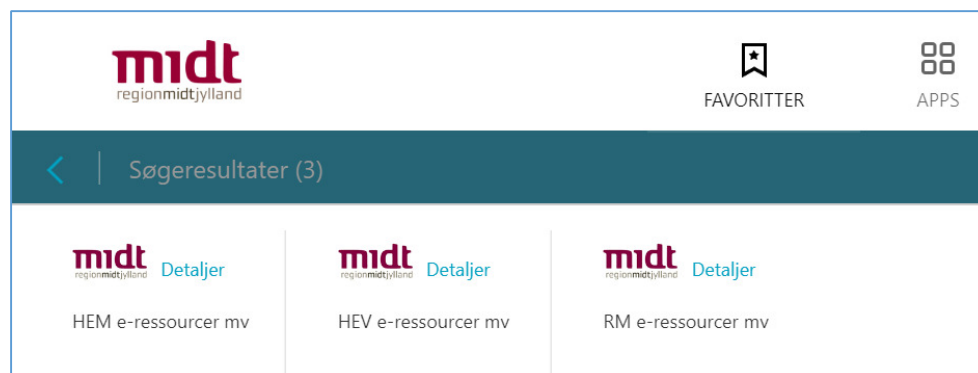 midt
regionmidtjylland
FAVORITTER
APPS
Søgeresultater (3)
midt
regionmidtjylland
Detaljer
HEM e-ressourcer mv
midt
regionmidtjylland
Detaljer
HEV e-ressourcer mv
midt
regionmidtjylland
Detaljer
RM e-ressourcer mv